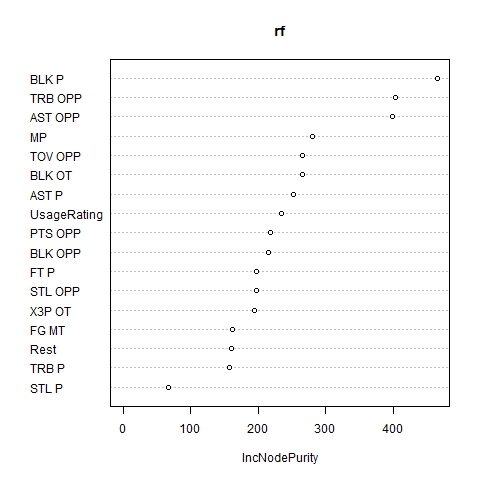 rf
BLK P
TRB OPP
AST OPP
MP
TOV OPP
BLK OT
AST P
UsageRating
PTS OPP
BLK OPP
FT P
STL OPP
X3P OT
FG MT
Rest
TRB P
STL P
0 100 200 300 400
IncNodePurity